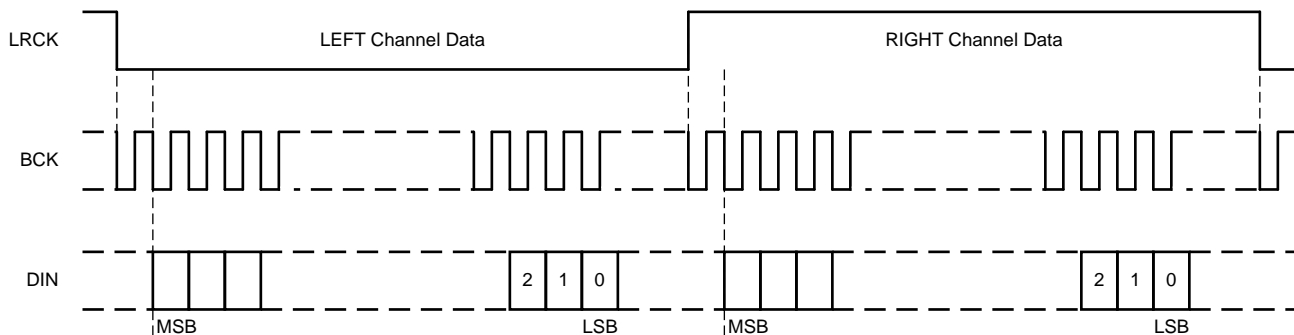 LRCK
LEFT Channel Data
RIGHT Channel Data
BCK
DIN
2 1 0
2 1 0
MSB
LSB
MSB
LSB